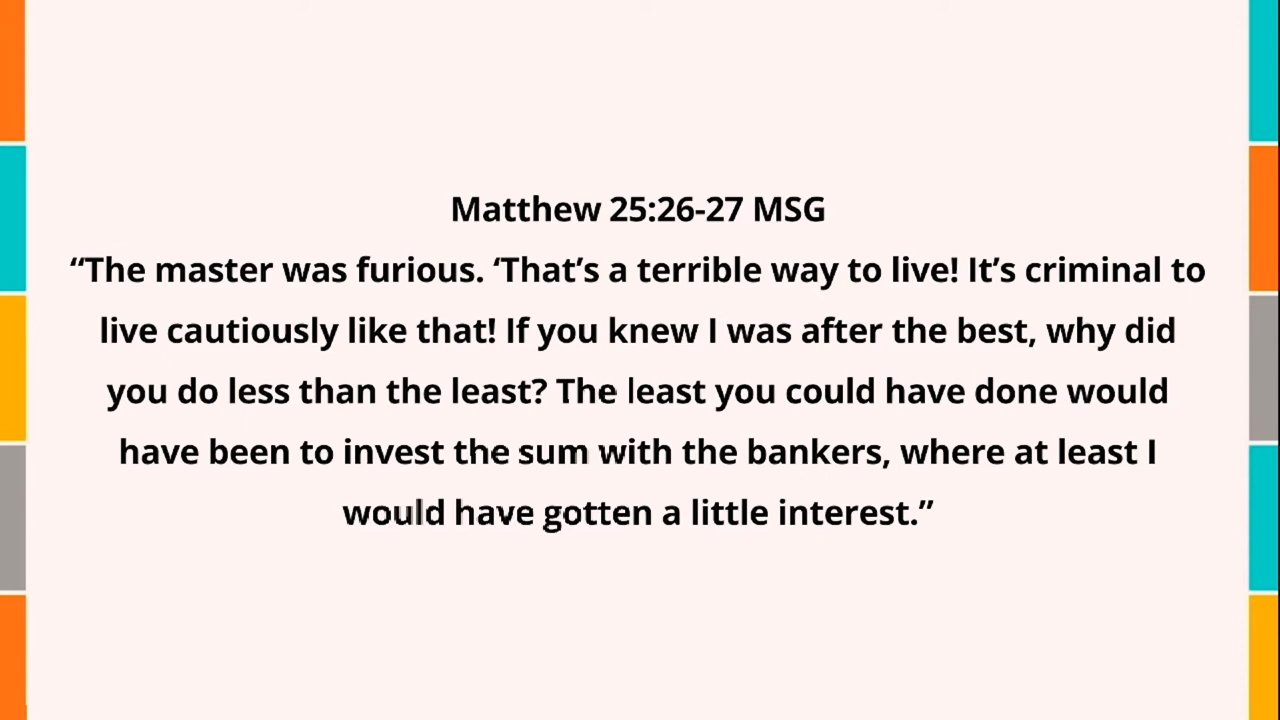 Matthew 25:26-27 MSG
“The master was furious. ‘That’s a terrible way to live! It’s criminal to
live cautiously like that! If you knew I was after the best, why did
you do less than the least? The least you could have done would
have been to invest the sum with the bankers, where at least I
would have gotten a little interest.”